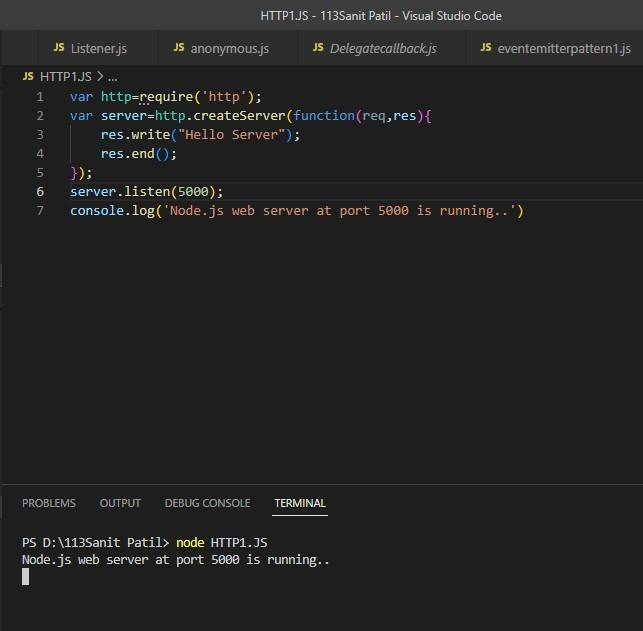 HTTP1.JS - 113Sanit Patil - Visual Studio Code
JS Listener.js JS anonymous.js JS Delegatecallback.js JS eventemitterpattern1.js
JS HTTP1.JS > ...
1 var http=require('http');
2 var server=http.createServer(function(req,res){
3 res.write("Hello Server");
4 res.end();
5 });
6 server.listen(5000);
7 console.log('Node.js web server at port 5000 is running..')
PROBLEMS OUTPUT DEBUG CONSOLE TERMINAL
PS D:\113Sanit Patil> node HTTP1.JS
Node.js web server at port 5000 is running..